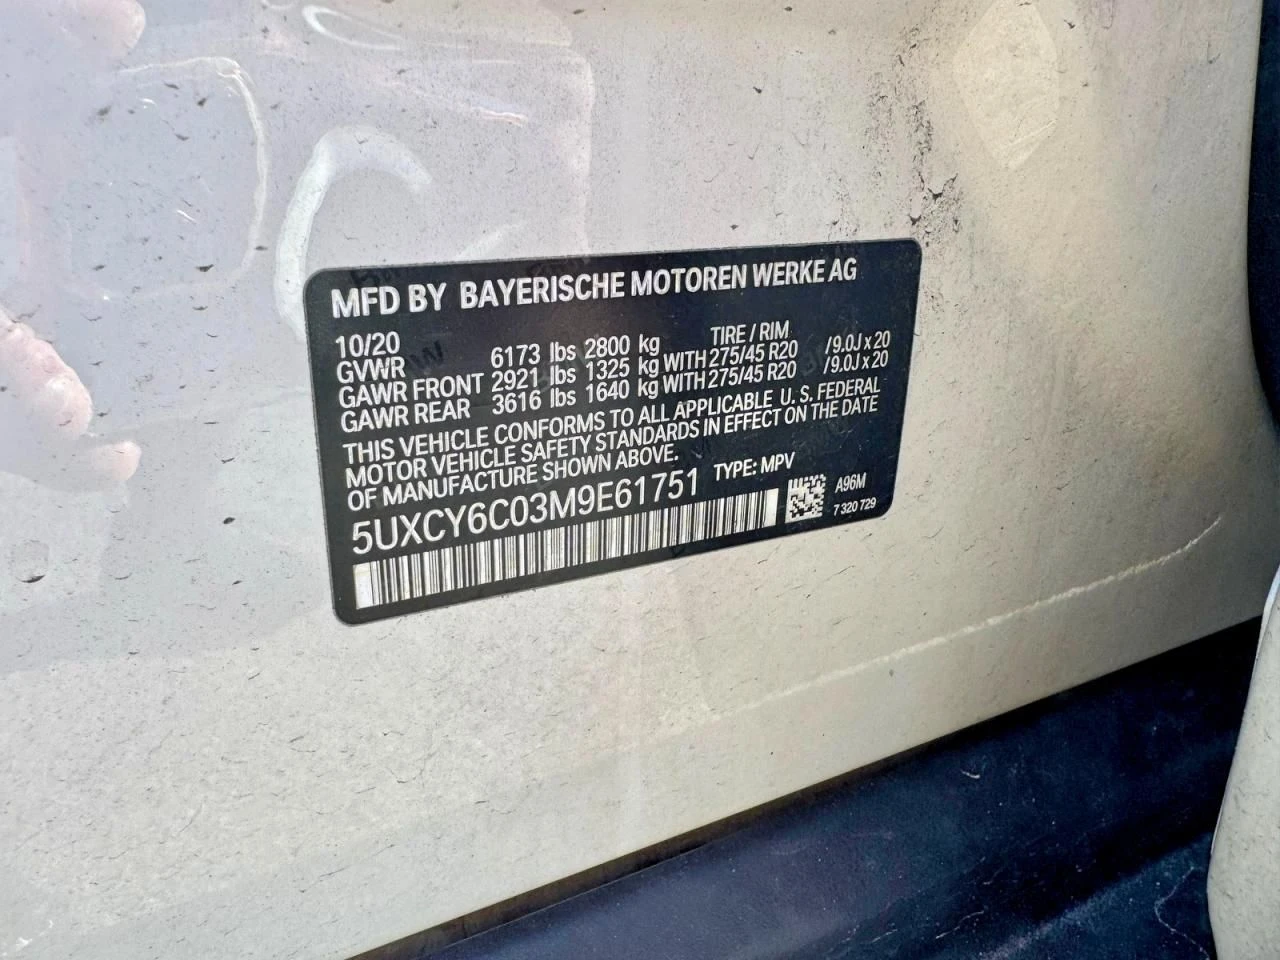 MFD BY BAYERISCHE MOTOREN WERKE AG
10/20 TIRE / RIM
GVWR 6173 lbs 2800 kg
GAWR FRONT 2921 lbs 1325 kg WITH 275/45 R20 /9.0J x 20
GAWR REAR 3616 lbs 1640 kg WITH 275/45 R20 /9.0J x 20
THIS VEHICLE CONFORMS TO ALL APPLICABLE U. S. FEDERAL
MOTOR VEHICLE SAFETY STANDARDS IN EFFECT ON THE DATE
OF MANUFACTURE SHOWN ABOVE.
5UXCY6C03M9E61751 TYPE: MPV
A96M
7 320 729